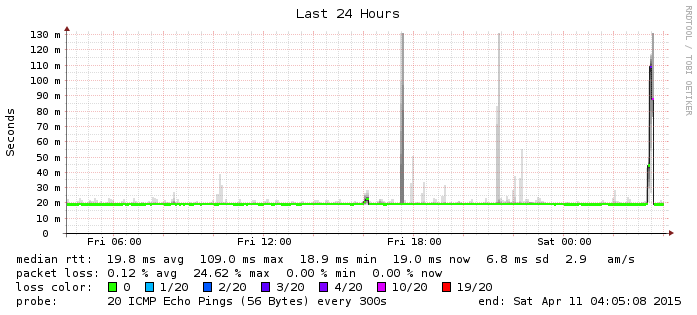 Last 24 Hours
RRDTOOL / TOBI OETIKER
Seconds
130 m
120 m
110 m
100 m
90 m
80 m
70 m
60 m
50 m
40 m
30 m
20 m
10 m
0
Fri 06:00 Fri 12:00 Fri 18:00 Sat 00:00
median rtt: 19.8 ms avg 109.0 ms max 18.9 ms min 19.0 ms now 6.8 ms sd 2.9 am/s
packet loss: 0.12 % avg 24.62 % max 0.00 % min 0.00 % now
loss color: 0 1/20 2/20 3/20 4/20 10/20 19/20
probe: 20 ICMP Echo Pings (56 Bytes) every 300s end: Sat Apr 11 04:05:08 2015